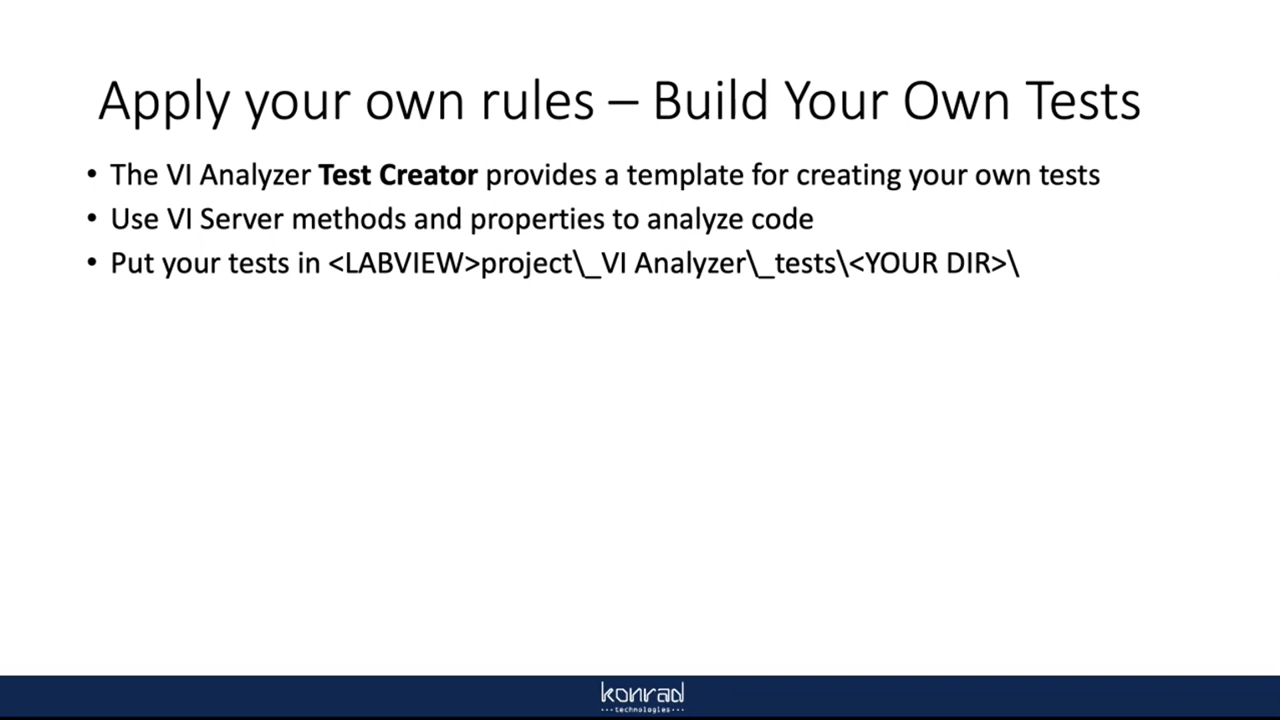 Apply your own rules – Build Your Own Tests
• The VI Analyzer Test Creator provides a template for creating your own tests
• Use VI Server methods and properties to analyze code
• Put your tests in <LABVIEW>project\_VI Analyzer\_tests\<YOUR DIR>\
konrad
technologies